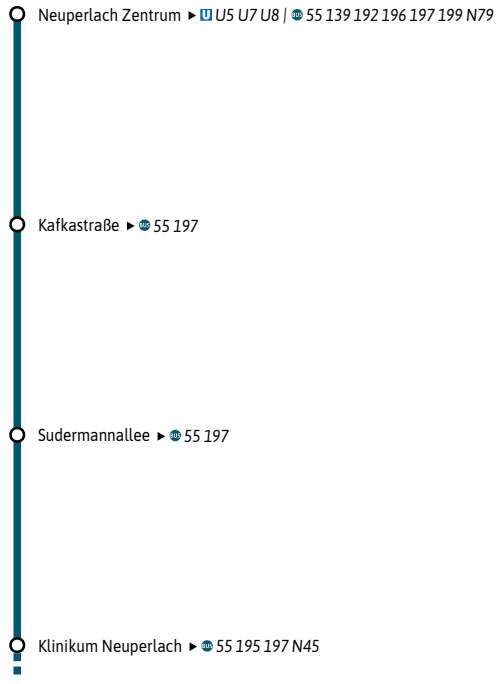 Neuperlach Zentrum ▸ U U5 U7 U8 | BUS 55 139 192 196 197 199 N79
Kafkastraße ▸ BUS 55 197
Sudermannallee ▸ BUS 55 197
Klinikum Neuperlach ▸ BUS 55 195 197 N45